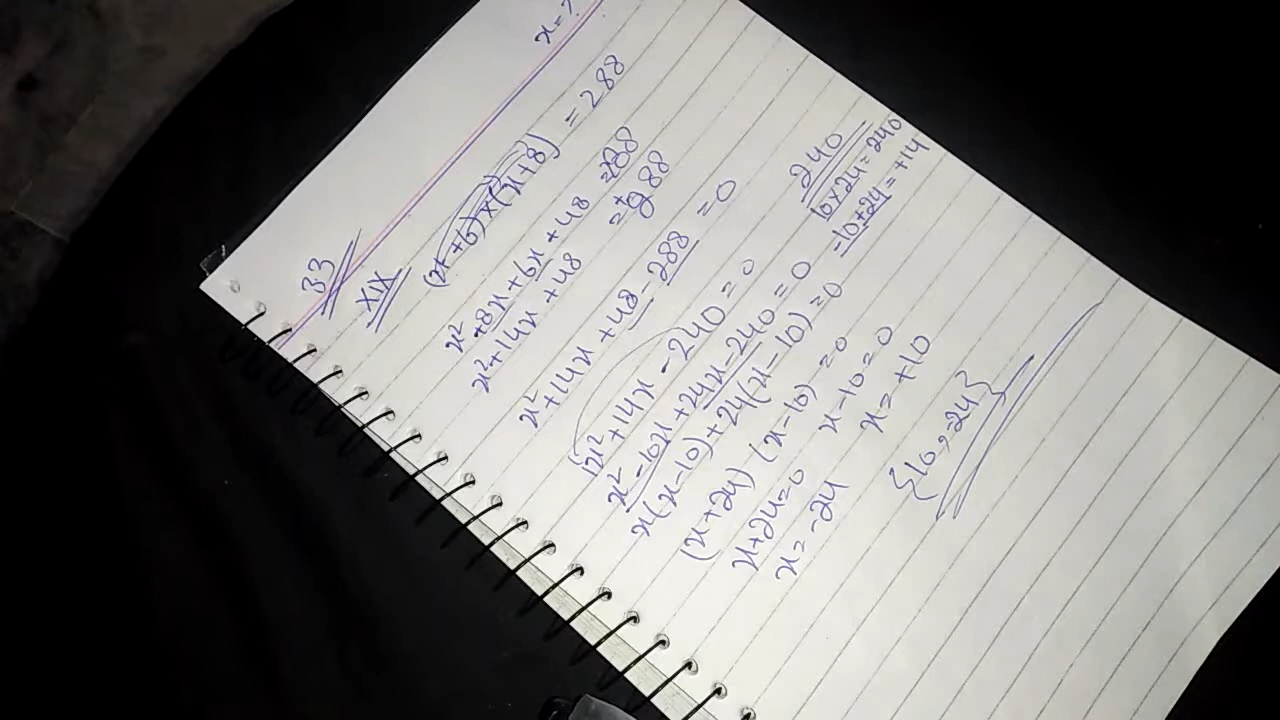 x = ?
33
XIX
(x+6)×(x+8) = 288
x² +8x+6x+48 = 288
x²+14x+48 = +288
x²+14x+48-288 = 0
1x²+14x-240 = 0
x²-10x+24x-240 = 0
x(x-10)+24(x-10) = 0
(x+24) (x-10) = 0
x+24=0 x-10=0
x = -24 x = +10
{10, -24}
240
10×24=240
-10+24 = +14